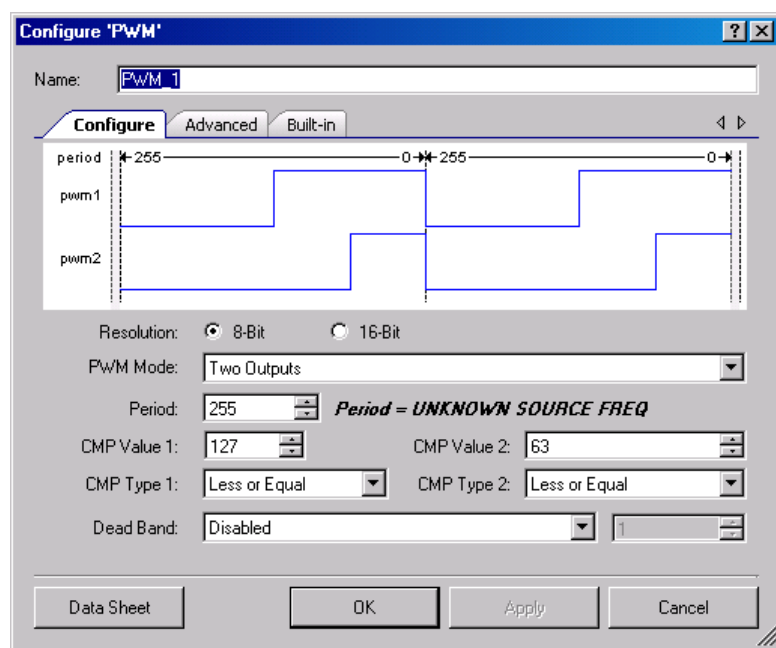 Configure 'PWM'
Name: PWM_1
Configure Advanced Built-in
period 255 0 255 0
pwm1
pwm2
Resolution: 8-Bit 16-Bit
PWM Mode: Two Outputs
Period: 255 Period = UNKNOWN SOURCE FREQ
CMP Value 1: 127 CMP Value 2: 63
CMP Type 1: Less or Equal CMP Type 2: Less or Equal
Dead Band: Disabled 1
Data Sheet OK Apply Cancel